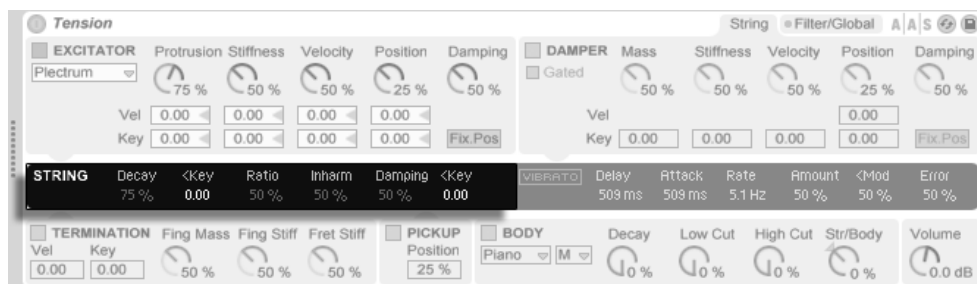 Tension String Filter/Global A A S
EXCITATOR Protrusion Stiffness Velocity Position Damping
Plectrum 75 % 50 % 50 % 25 % 50 %
Vel 0.00 0.00 0.00 0.00
Key 0.00 0.00 0.00 0.00 Fix.Pos
DAMPER Mass Stiffness Velocity Position Damping
Gated 50 % 50 % 50 % 25 % 50 %
Vel 0.00
Key 0.00 0.00 0.00 0.00 Fix.Pos
STRING Decay <Key Ratio Inharm Damping <Key
75 % 0.00 50 % 50 % 50 % 0.00
VIBRATO Delay Attack Rate Amount <Mod Error
509 ms 509 ms 5.1 Hz 50 % 50 % 50 %
TERMINATION Fing Mass Fing Stiff Fret Stiff
Vel Key
0.00 0.00 50 % 50 % 50 %
PICKUP
Position
25 %
BODY Decay Low Cut High Cut Str/Body Volume
Piano M 0 % 0 % 0 % 0 % 0.0 dB